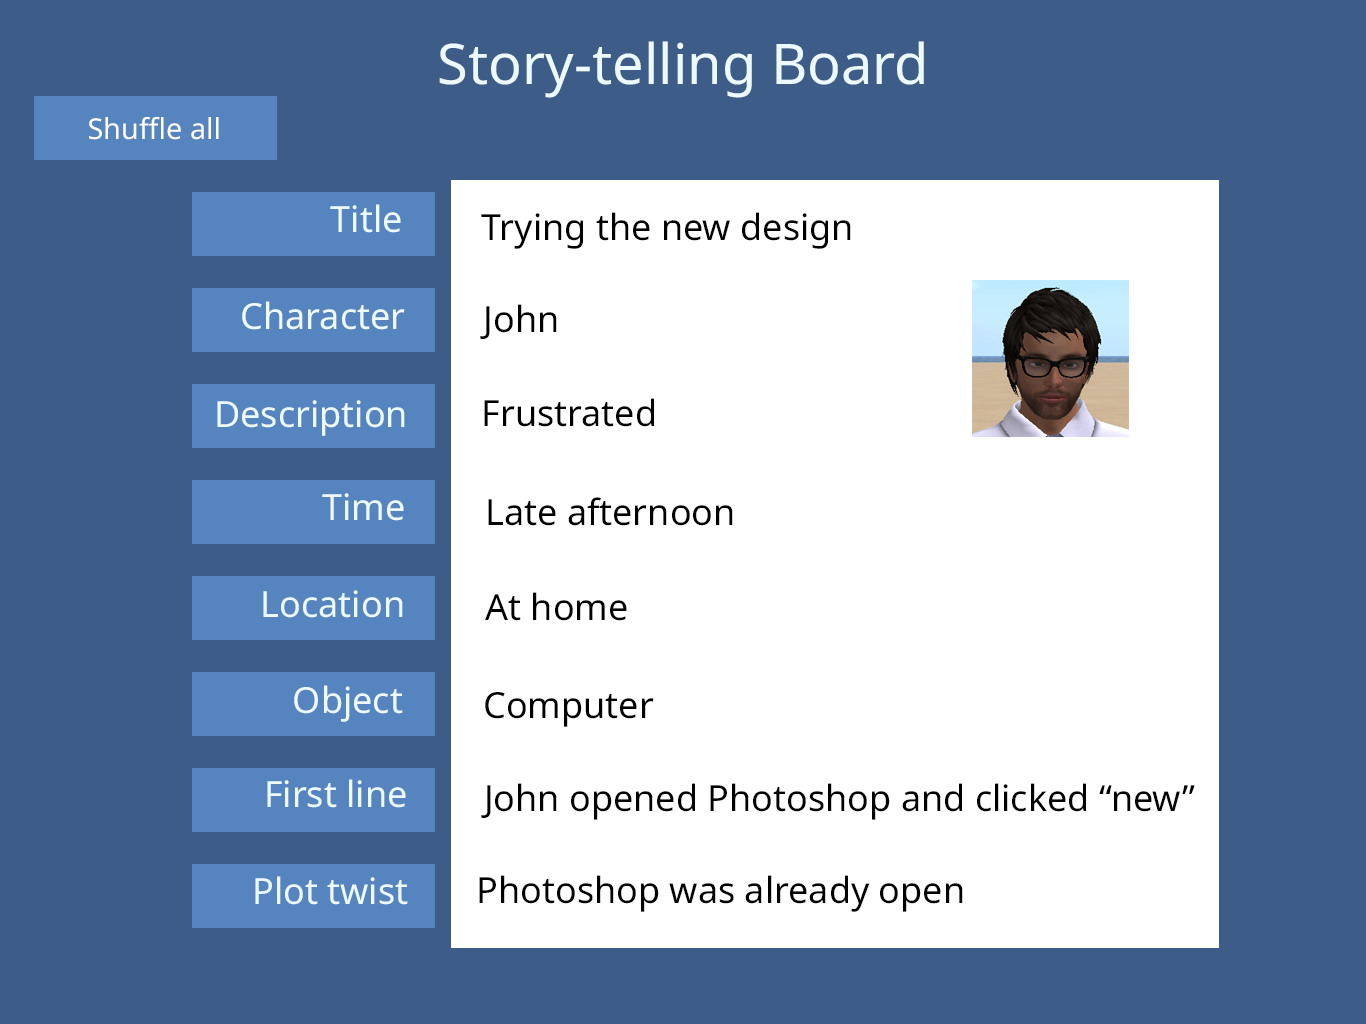 Story-telling Board
Shuffle all
Title
Trying the new design
Character
John
Description
Frustrated
Time
Late afternoon
Location
At home
Object
Computer
First line
John opened Photoshop and clicked “new”
Plot twist
Photoshop was already open